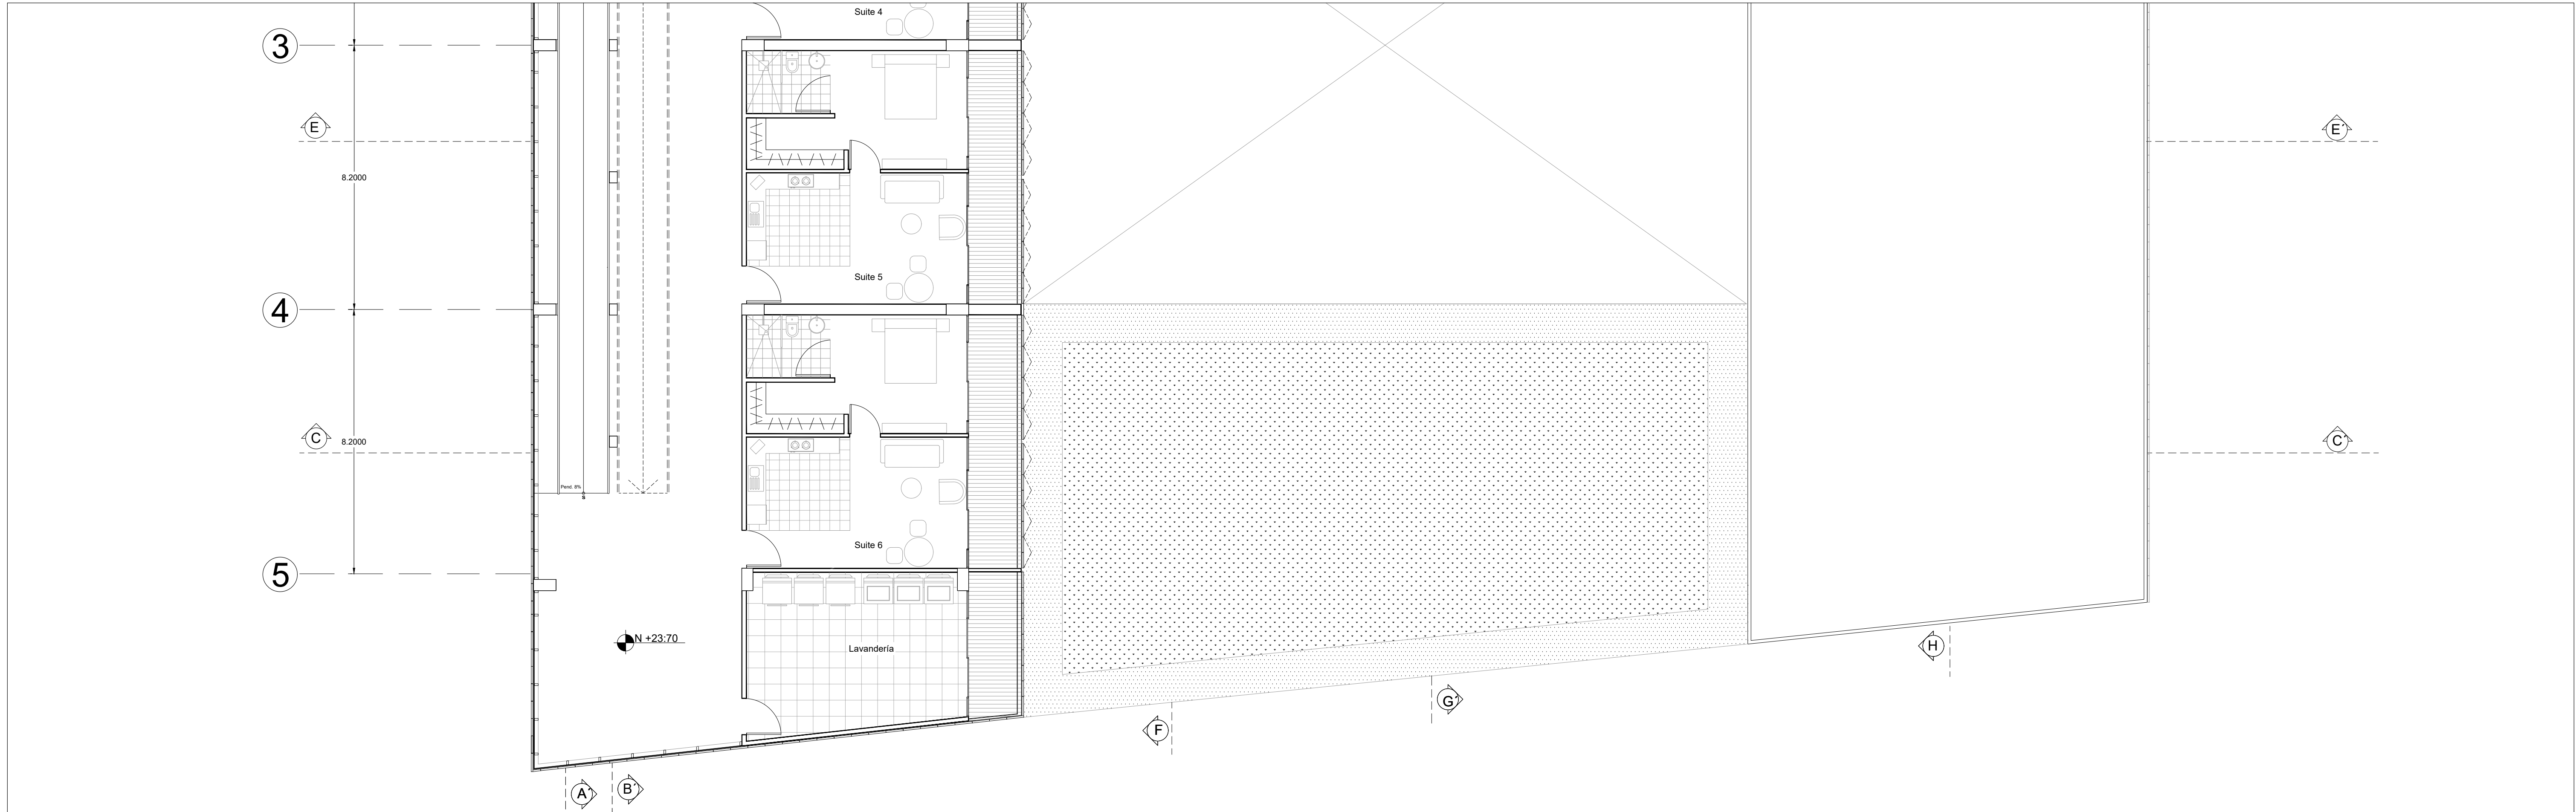 Suite 4
3
E
E´
8.2000
Suite 5
4
C
C´
8.2000
Pend. 8%
Suite 6
5
N +23:70
Lavandería
H
G´
F
A´
B´